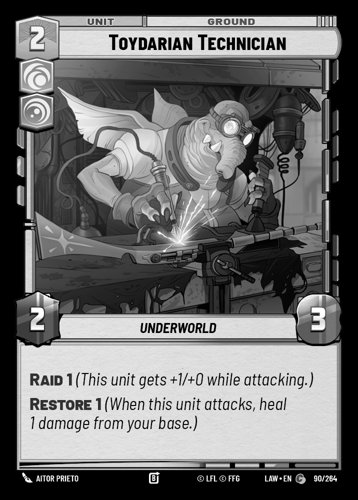 UNIT
GROUND
2
TOYDARIAN TECHNICIAN
2
UNDERWORLD
3
RAID 1 (This unit gets +1/+0 while attacking.)
RESTORE 1 (When this unit attacks, heal
1 damage from your base.)
AITOR PRIETO
© LFL © FFG
LAW • EN
90/264